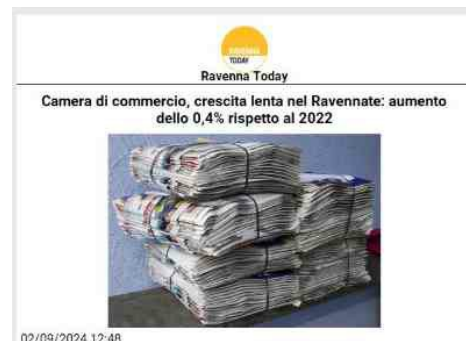 RAVENNA
TODAY
Ravenna Today
Camera di commercio, crescita lenta nel Ravennate: aumento
dello 0,4% rispetto al 2022
02/09/2024 12:48